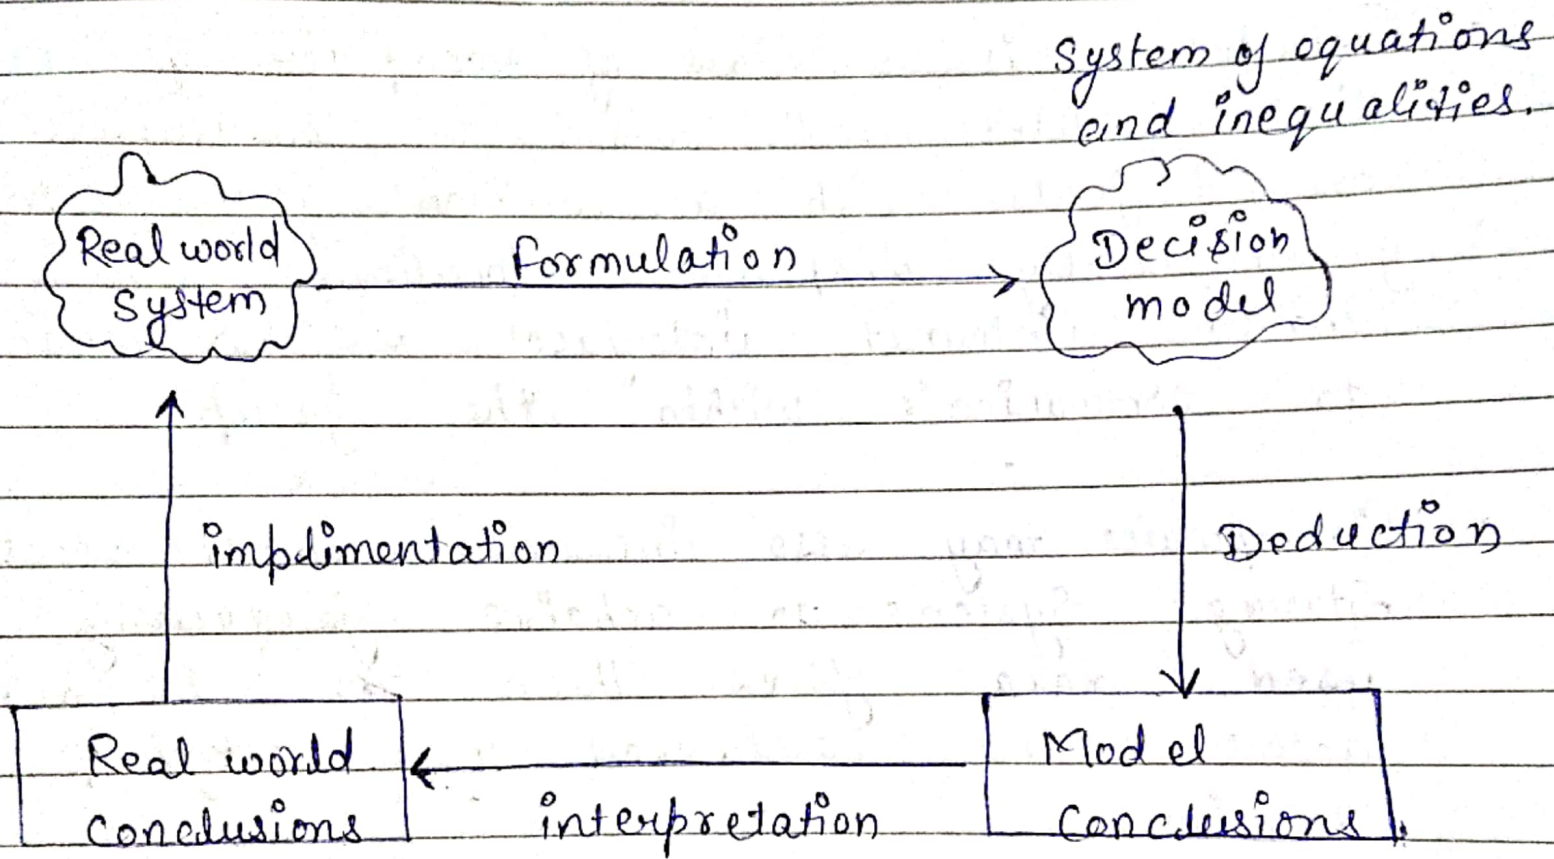 System of equations
and inequalities.
Real world
System
Formulation
Decision
model
implimentation
Deduction
Real world
conclusions
interpretation
Model
Conclusions